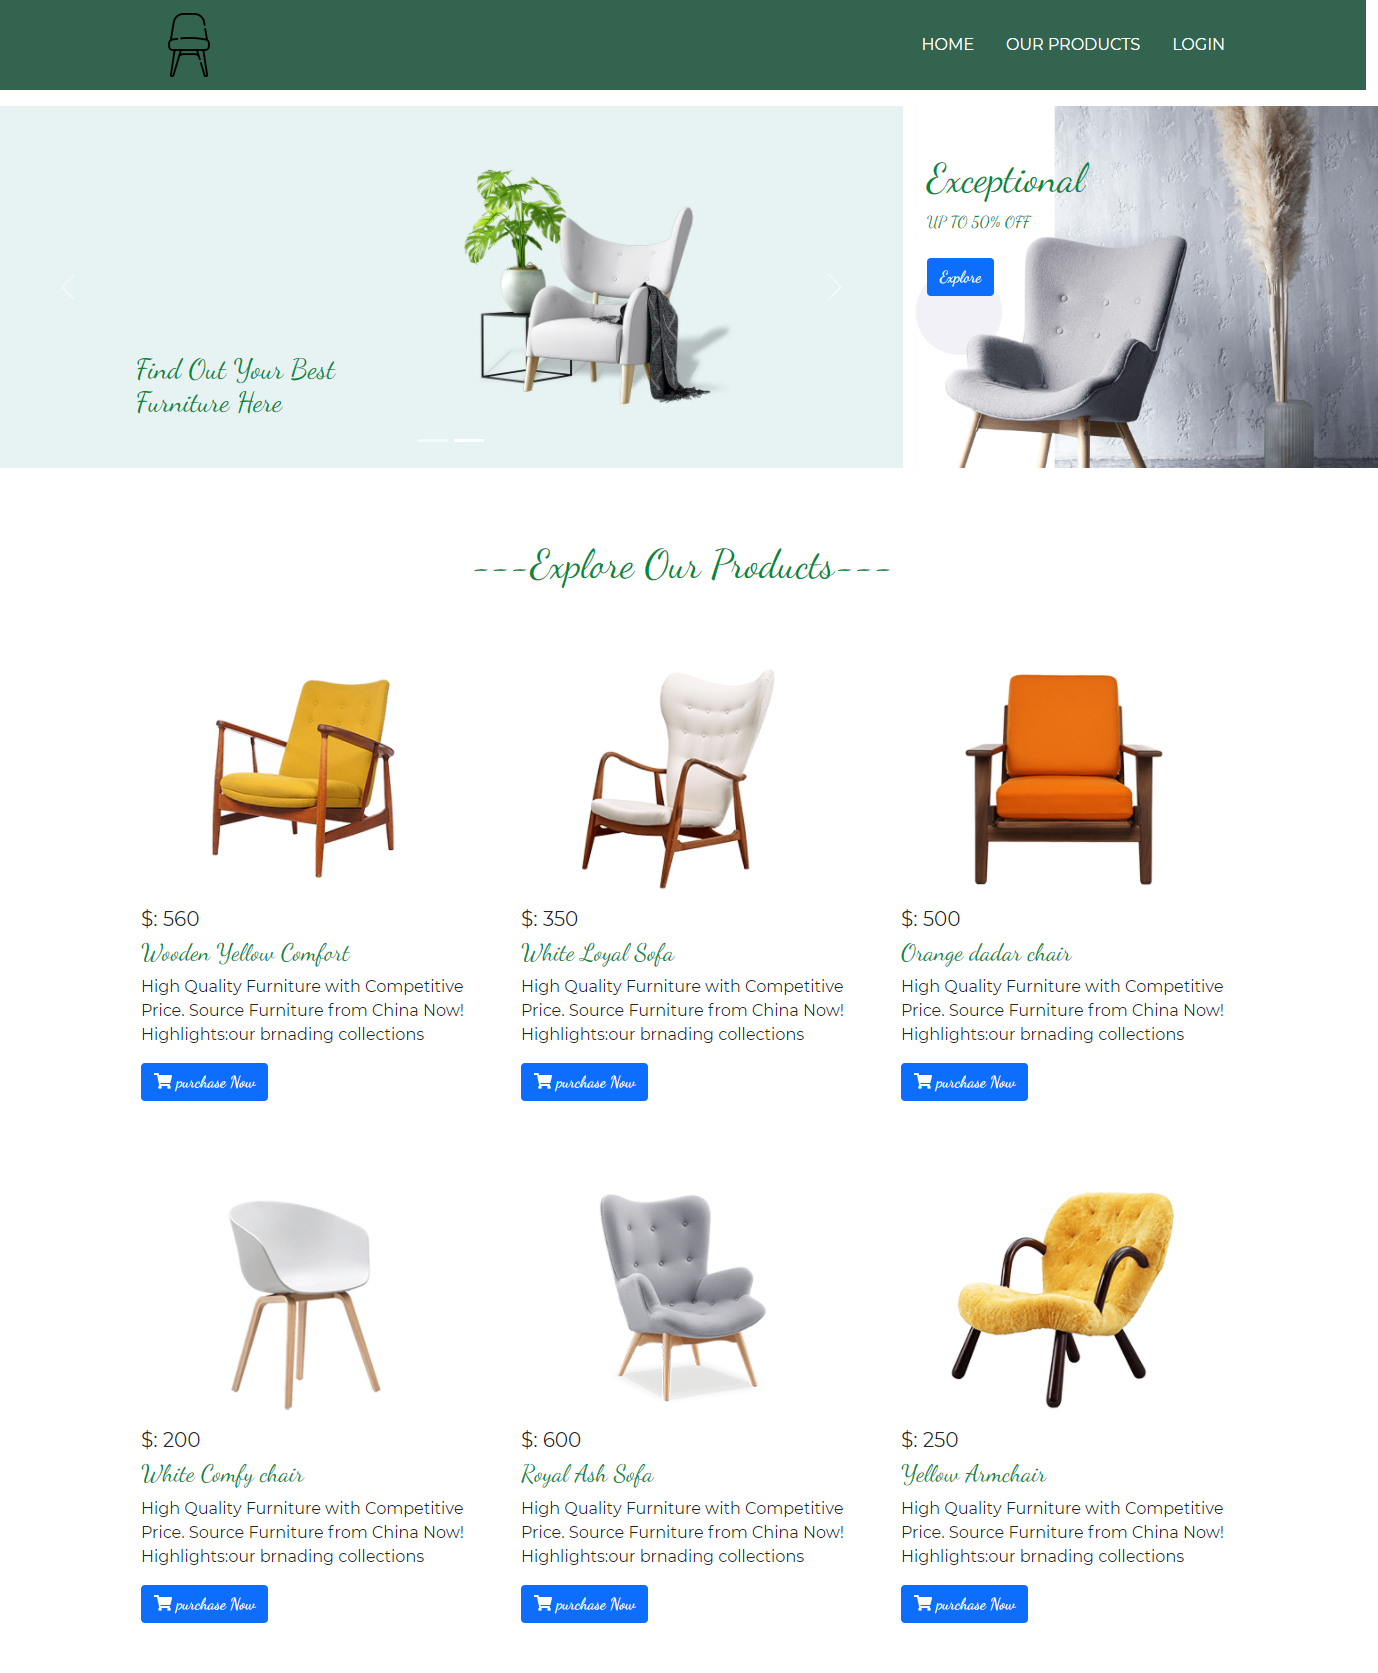 HOME OUR PRODUCTS LOGIN
Find Out Your Best
Furniture Here
Exceptional
UP TO 50% OFF
Explore
---Explore Our Products---
$: 560
Wooden Yellow Comfort
High Quality Furniture with Competitive
Price. Source Furniture from China Now!
Highlights:our brnading collections
purchase Now
$: 350
White Loyal Sofa
High Quality Furniture with Competitive
Price. Source Furniture from China Now!
Highlights:our brnading collections
purchase Now
$: 500
Orange dadar chair
High Quality Furniture with Competitive
Price. Source Furniture from China Now!
Highlights:our brnading collections
purchase Now
$: 200
White Comfy chair
High Quality Furniture with Competitive
Price. Source Furniture from China Now!
Highlights:our brnading collections
purchase Now
$: 600
Royal Ash Sofa
High Quality Furniture with Competitive
Price. Source Furniture from China Now!
Highlights:our brnading collections
purchase Now
$: 250
Yellow Armchair
High Quality Furniture with Competitive
Price. Source Furniture from China Now!
Highlights:our brnading collections
purchase Now